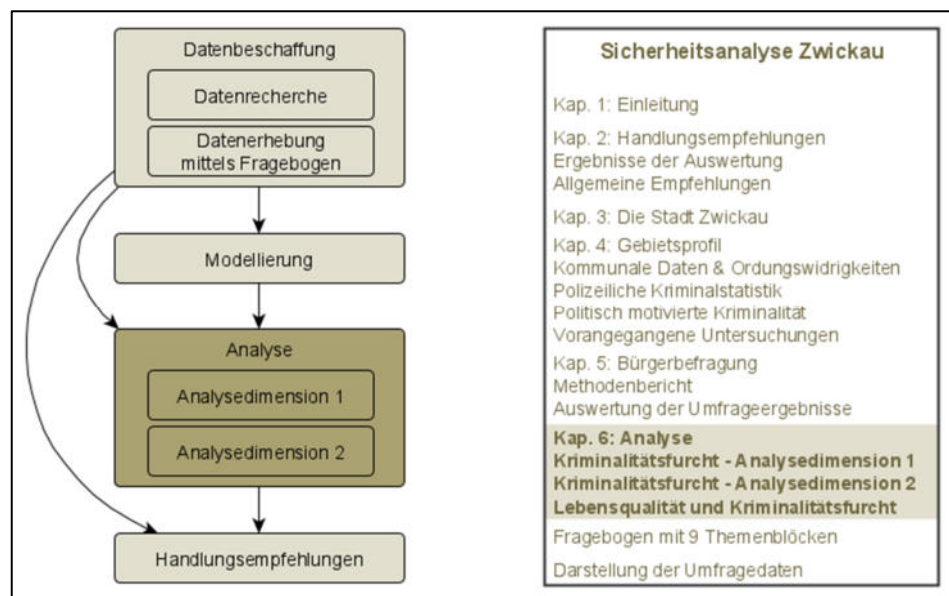 Datenbeschaffung
Datenrecherche
Datenerhebung
mittels Fragebogen
Modellierung
Analyse
Analysedimension 1
Analysedimension 2
Handlungsempfehlungen
Sicherheitsanalyse Zwickau
Kap. 1: Einleitung
Kap. 2: Handlungsempfehlungen
Ergebnisse der Auswertung
Allgemeine Empfehlungen
Kap. 3: Die Stadt Zwickau
Kap. 4: Gebietsprofil
Kommunale Daten & Ordungswidrigkeiten
Polizeiliche Kriminalstatistik
Politisch motivierte Kriminalität
Vorangegangene Untersuchungen
Kap. 5: Bürgerbefragung
Methodenbericht
Auswertung der Umfrageergebnisse
Kap. 6: Analyse
Kriminalitätsfurcht - Analysedimension 1
Kriminalitätsfurcht - Analysedimension 2
Lebensqualität und Kriminalitätsfurcht
Fragebogen mit 9 Themenblöcken
Darstellung der Umfragedaten